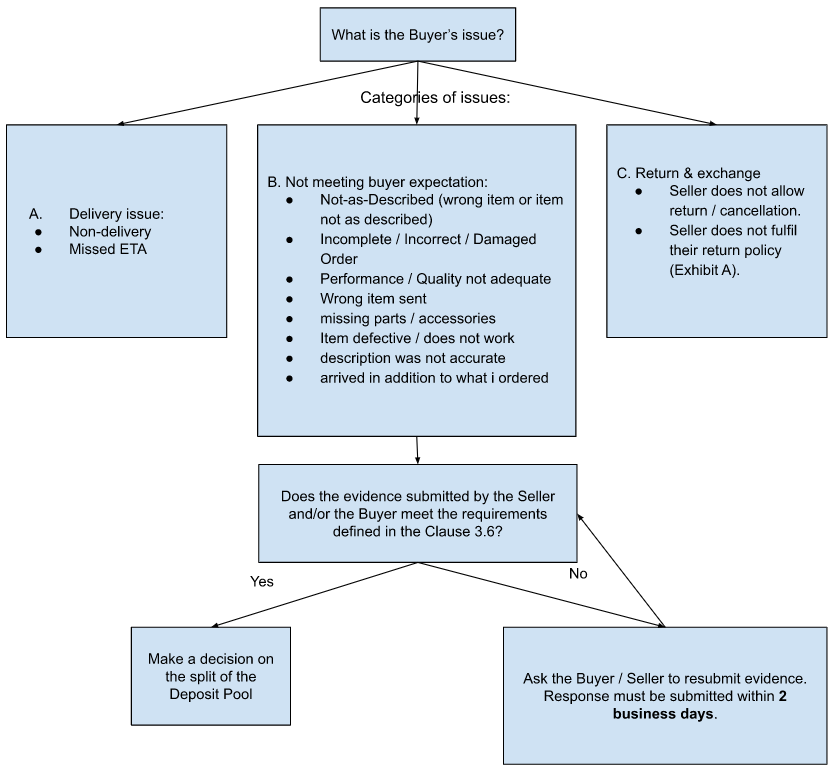 What is the Buyer's issue?
Categories of issues:
A. Delivery issue:
● Non-delivery
● Missed ETA
B. Not meeting buyer expectation:
● Not-as-Described (wrong item or item
not as described)
● Incomplete / Incorrect / Damaged
Order
● Performance / Quality not adequate
● Wrong item sent
● missing parts / accessories
● Item defective / does not work
● description was not accurate
● arrived in addition to what i ordered
C. Return & exchange
● Seller does not allow
return / cancellation.
● Seller does not fulfil
their return policy
(Exhibit A).
Does the evidence submitted by the Seller
and/or the Buyer meet the requirements
defined in the Clause 3.6?
Yes
No
Make a decision on
the split of the
Deposit Pool
Ask the Buyer / Seller to resubmit evidence.
Response must be submitted within 2
business days.